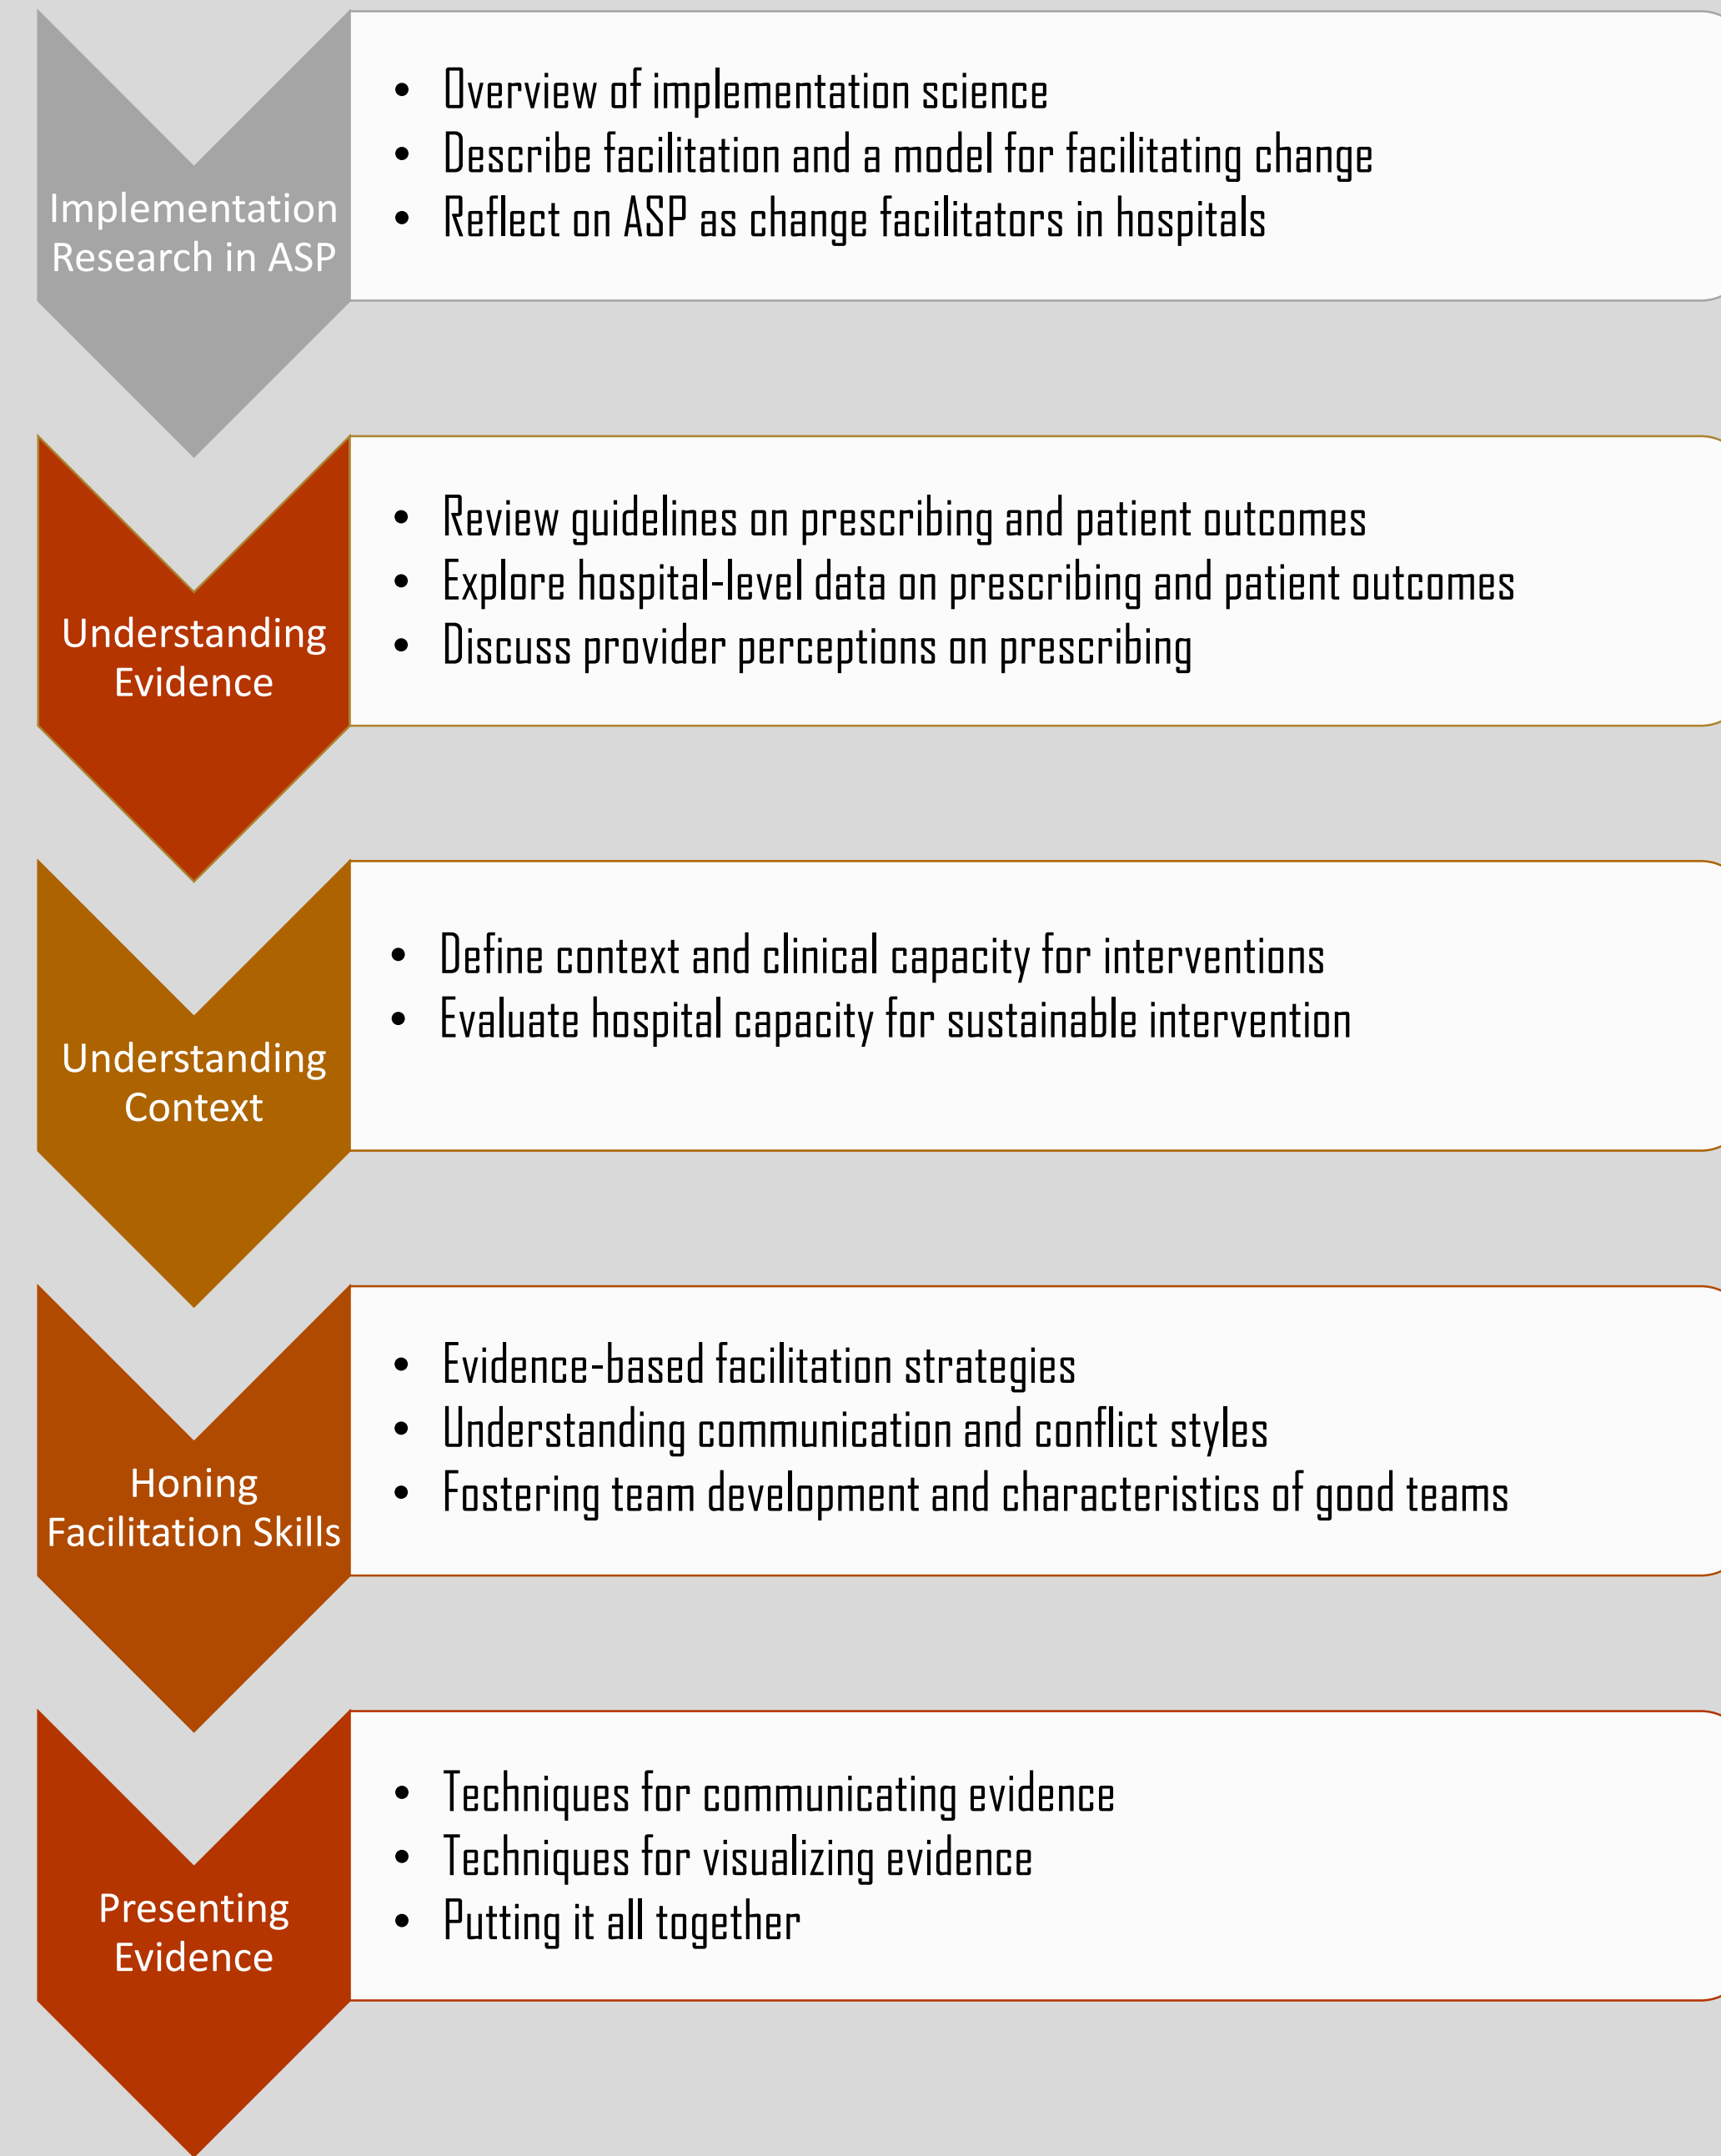 Implementation
Research in ASP
• Overview of implementation science
• Describe facilitation and a model for facilitating change
• Reflect on ASP as change facilitators in hospitals
Understanding
Evidence
• Review guidelines on prescribing and patient outcomes
• Explore hospital-level data on prescribing and patient outcomes
• Discuss provider perceptions on prescribing
Understanding
Context
• Define context and clinical capacity for interventions
• Evaluate hospital capacity for sustainable intervention
Honing
Facilitation Skills
• Evidence-based facilitation strategies
• Understanding communication and conflict styles
• Fostering team development and characteristics of good teams
Presenting
Evidence
• Techniques for communicating evidence
• Techniques for visualizing evidence
• Putting it all together